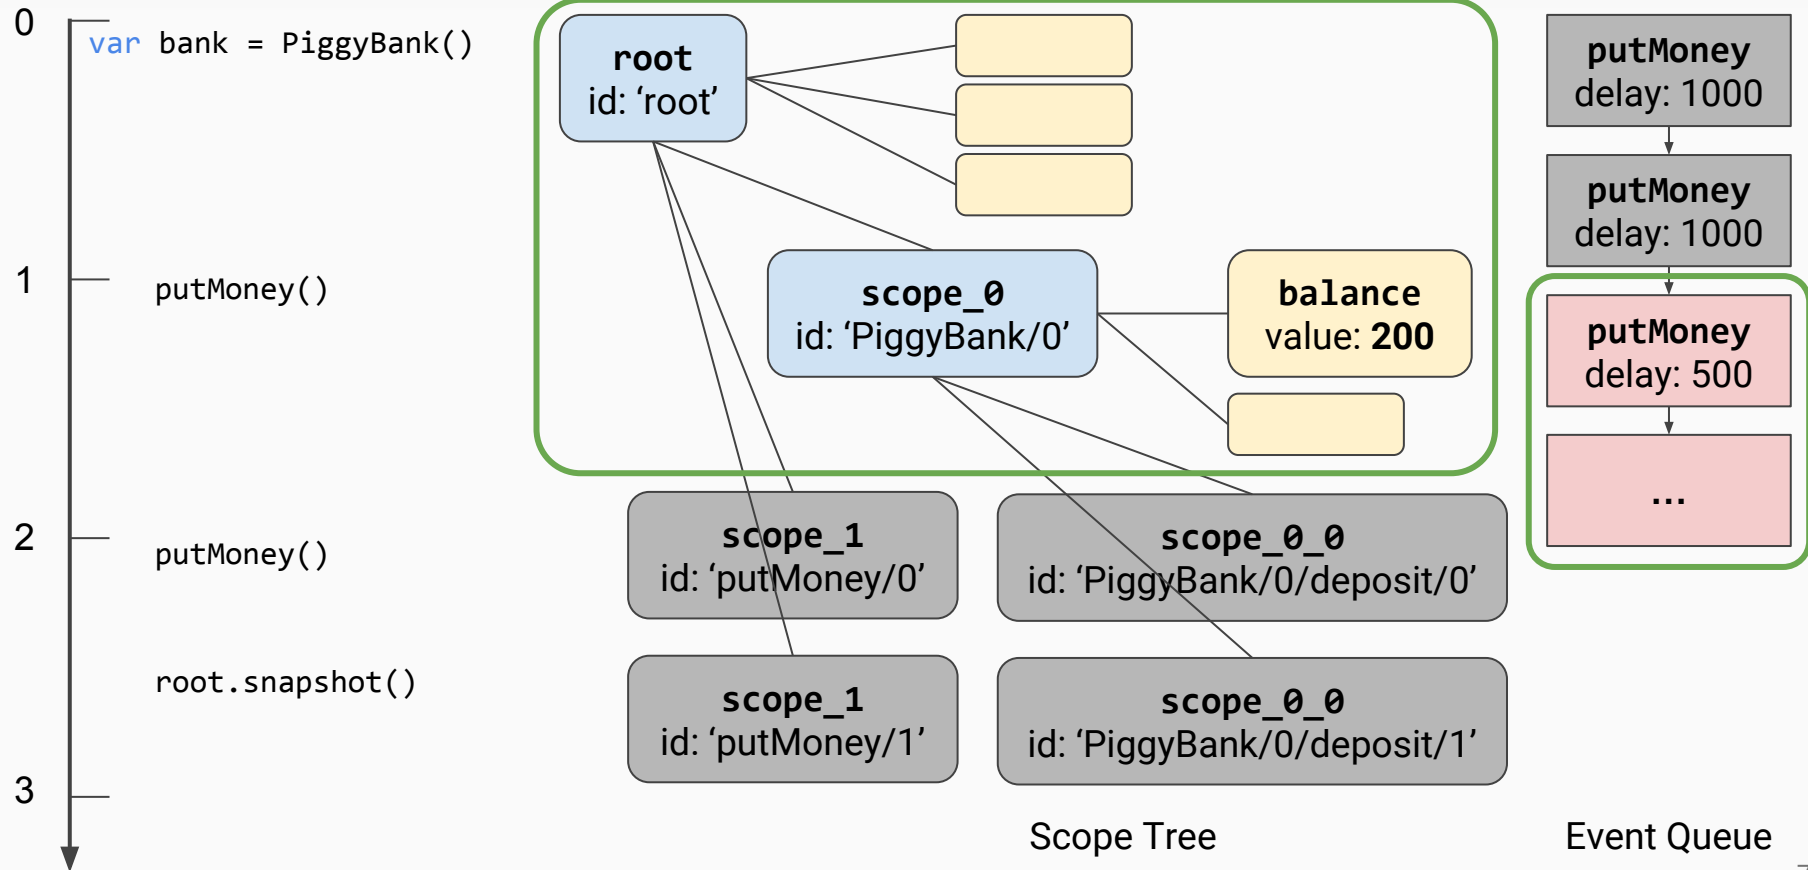 0
var bank = PiggyBank()
1
putMoney()
2
putMoney()
root.snapshot()
3
root
id: ‘root’
scope_0
id: ‘PiggyBank/0’
balance
value: 200
scope_1
id: ‘putMoney/0’
scope_0_0
id: ‘PiggyBank/0/deposit/0’
scope_1
id: ‘putMoney/1’
scope_0_0
id: ‘PiggyBank/0/deposit/1’
Scope Tree
putMoney
delay: 1000
putMoney
delay: 1000
putMoney
delay: 500
...
Event Queue